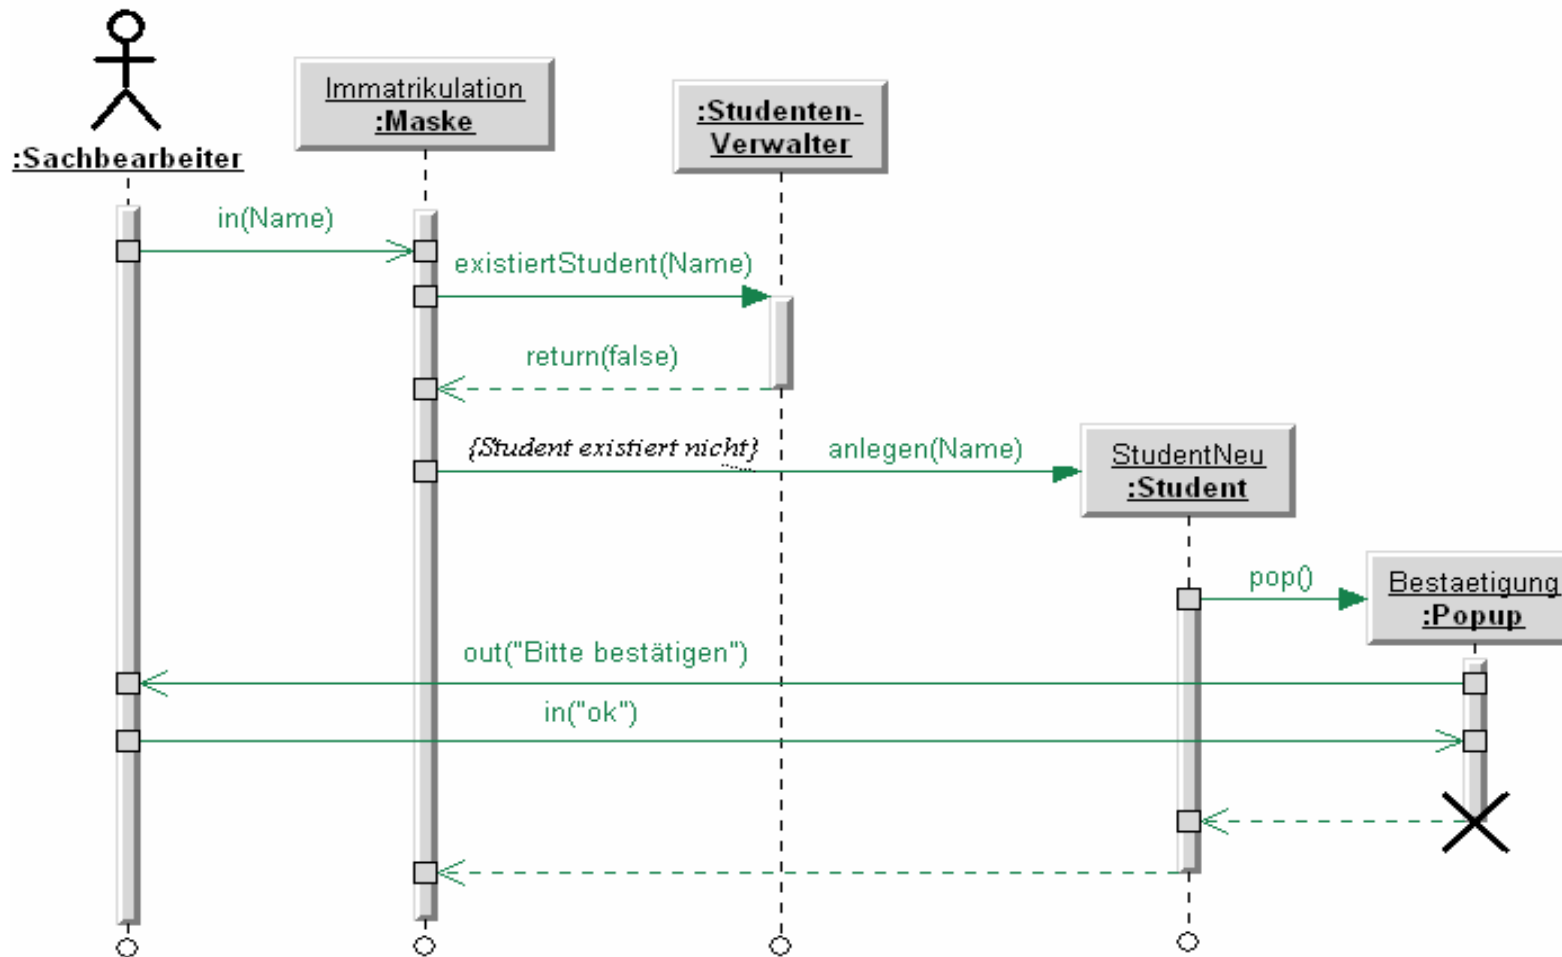 Immatrikulation
:Maske
:Studenten-
Verwalter
:Sachbearbeiter
in(Name)
existiertStudent(Name)
return(false)
{Student existiert nicht}
anlegen(Name)
StudentNeu
:Student
pop()
Bestaetigung
:Popup
out("Bitte bestätigen")
in("ok")